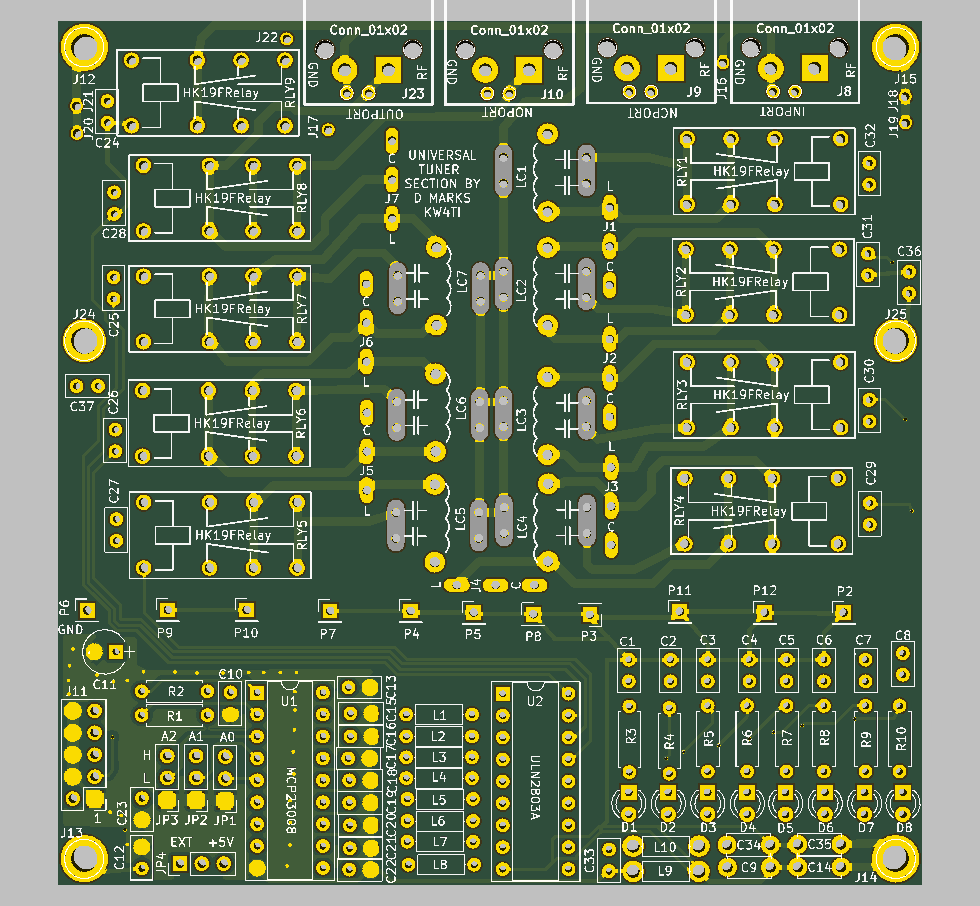 Conn_01x02
Conn_01x02
Conn_01x02
Conn_01x02
J22
GND
RF
GND
RF
GND
RF
GND
RF
J12
J23
J10
J9
J16
J8
J15
OUTPORT
NOPORT
NCPORT
INPORT
HK19FRelay
RLY9
J21
J20
C24
J17
J18
J19
UNIVERSAL
TUNER
SECTION BY
D MARKS
KW4TI
C
J7
L
LC1
L
J1
C
RLY1
HK19FRelay
C32
HK19FRelay
RLY8
C28
C31
C36
RLY2
HK19FRelay
LC7
LC2
HK19FRelay
RLY7
C25
J24
J25
C
J6
L
L
J2
C
C37
C26
HK19FRelay
RLY6
LC6
LC3
RLY3
HK19FRelay
C30
C
J5
L
L
J3
C
C27
HK19FRelay
RLY5
LC5
LC4
RLY4
HK19FRelay
C29
L
J4
C
P6
P9
P10
P7
P4
P5
P8
P3
P11
P12
P2
GND
+
C11
J11
1
C1
C2
C3
C4
C5
C6
C7
C8
R2
R1
C10
U1
MCP23008
C13
C15
C16
C17
C18
C19
C20
C21
C22
L1
L2
L3
L4
L5
L6
L7
L8
U2
ULN2803A
R3
R4
R5
R6
R7
R8
R9
R10
A2
A1
A0
H
L
JP3
JP2
JP1
C23
C12
J13
EXT
+5V
JP4
D1
D2
D3
D4
D5
D6
D7
D8
C33
L10
L9
C34
C9
C35
C14
J14